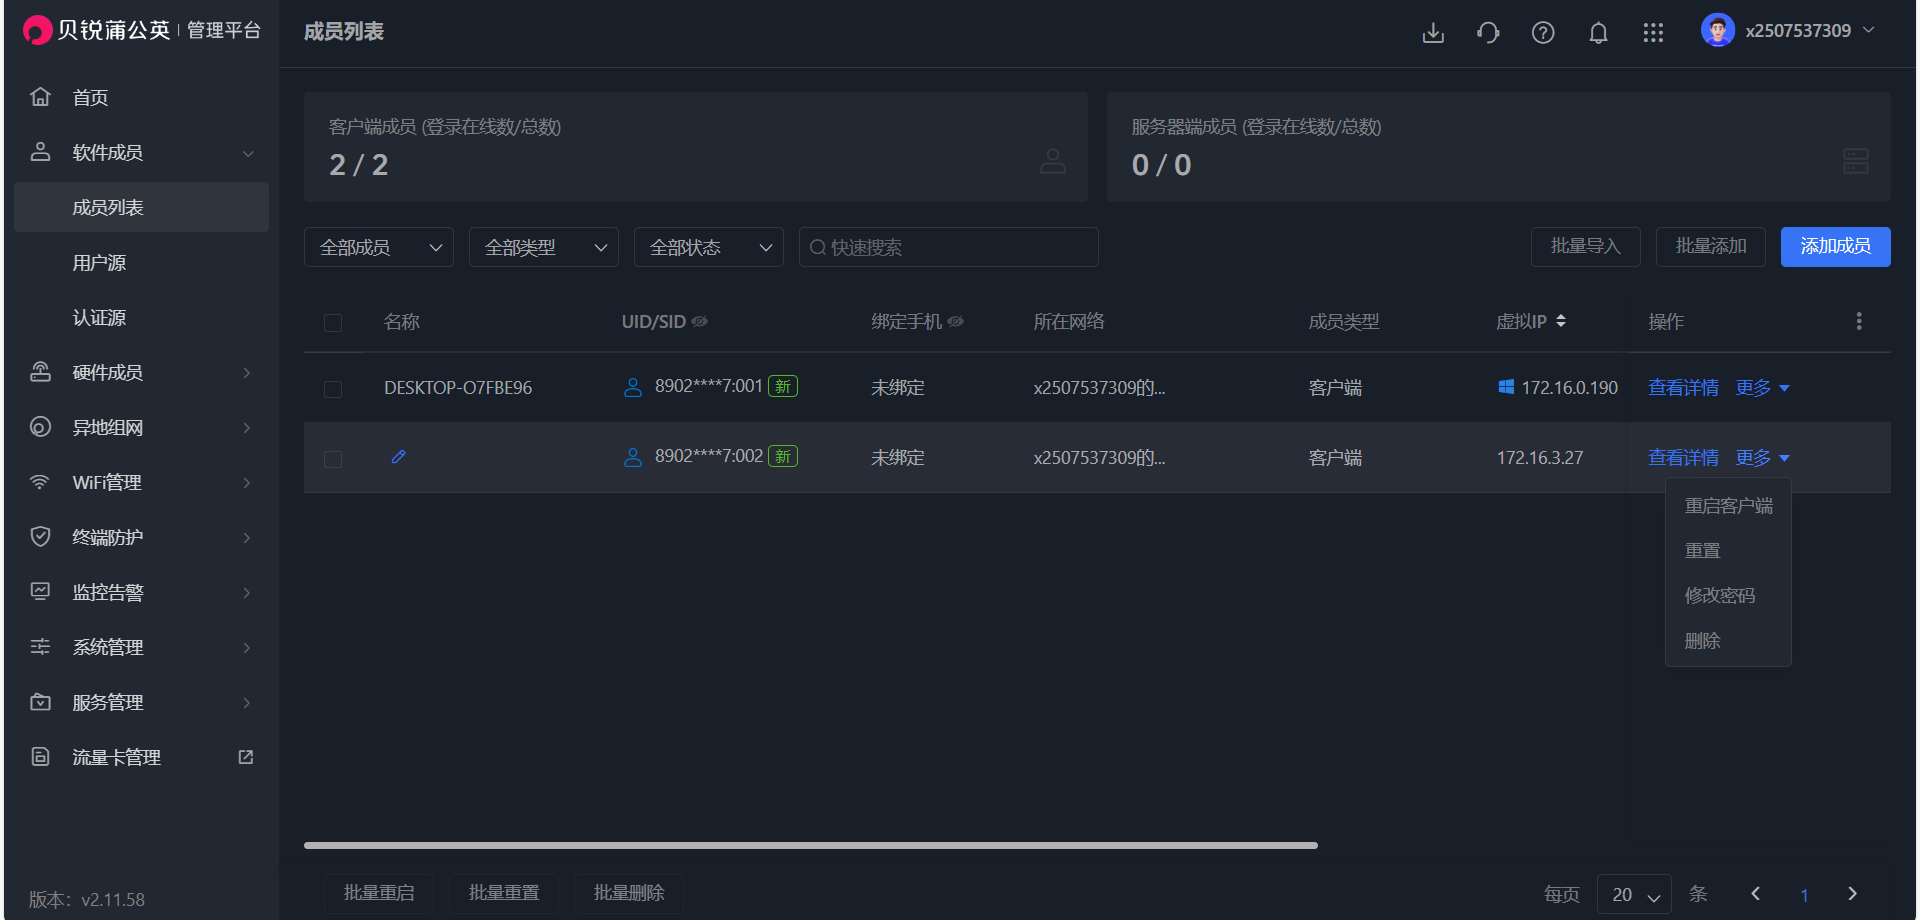 贝锐蒲公英 | 管理平台
首页
软件成员
成员列表
用户源
认证源
硬件成员
异地组网
WiFi管理
终端防护
监控告警
系统管理
服务管理
流量卡管理
版本：v2.11.58
成员列表
x2507537309
客户端成员 (登录在线数/总数)
2 / 2
服务器端成员 (登录在线数/总数)
0 / 0
全部成员 全部类型 全部状态 快速搜索 批量导入 批量添加 添加成员
名称 UID/SID 绑定手机 所在网络 成员类型 虚拟IP 操作
DESKTOP-O7FBE96 8902****7:001 新 未绑定 x2507537309的... 客户端 172.16.0.190 查看详情 更多
8902****7:002 新 未绑定 x2507537309的... 客户端 172.16.3.27 查看详情 更多
重启客户端
重置
修改密码
删除
批量重启 批量重置 批量删除 每页 20 条 1